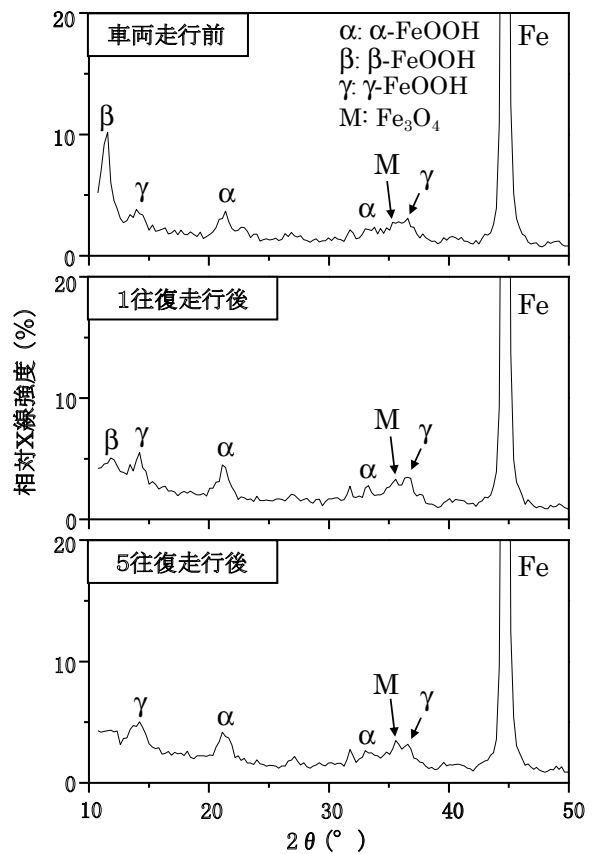 20
車両走行前
α: α-FeOOH
β: β-FeOOH
γ: γ-FeOOH
M: Fe₃O₄
Fe
β
10
γ
α
α
M
γ
0
20
1往復走行後
Fe
10
β
γ
α
α
M
γ
0
相対X線強度 (%)
20
5往復走行後
Fe
10
γ
α
α
M
γ
0
10
20
30
40
50
2θ(°)